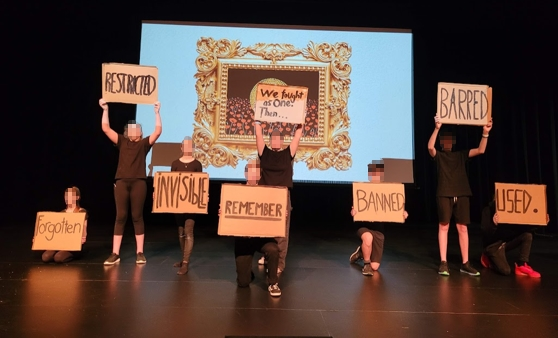 RESTRICTED
We fought
as One.
Then...
BARRED
INVISIBLE
BANNED
USED.
REMEMBER
forgotten